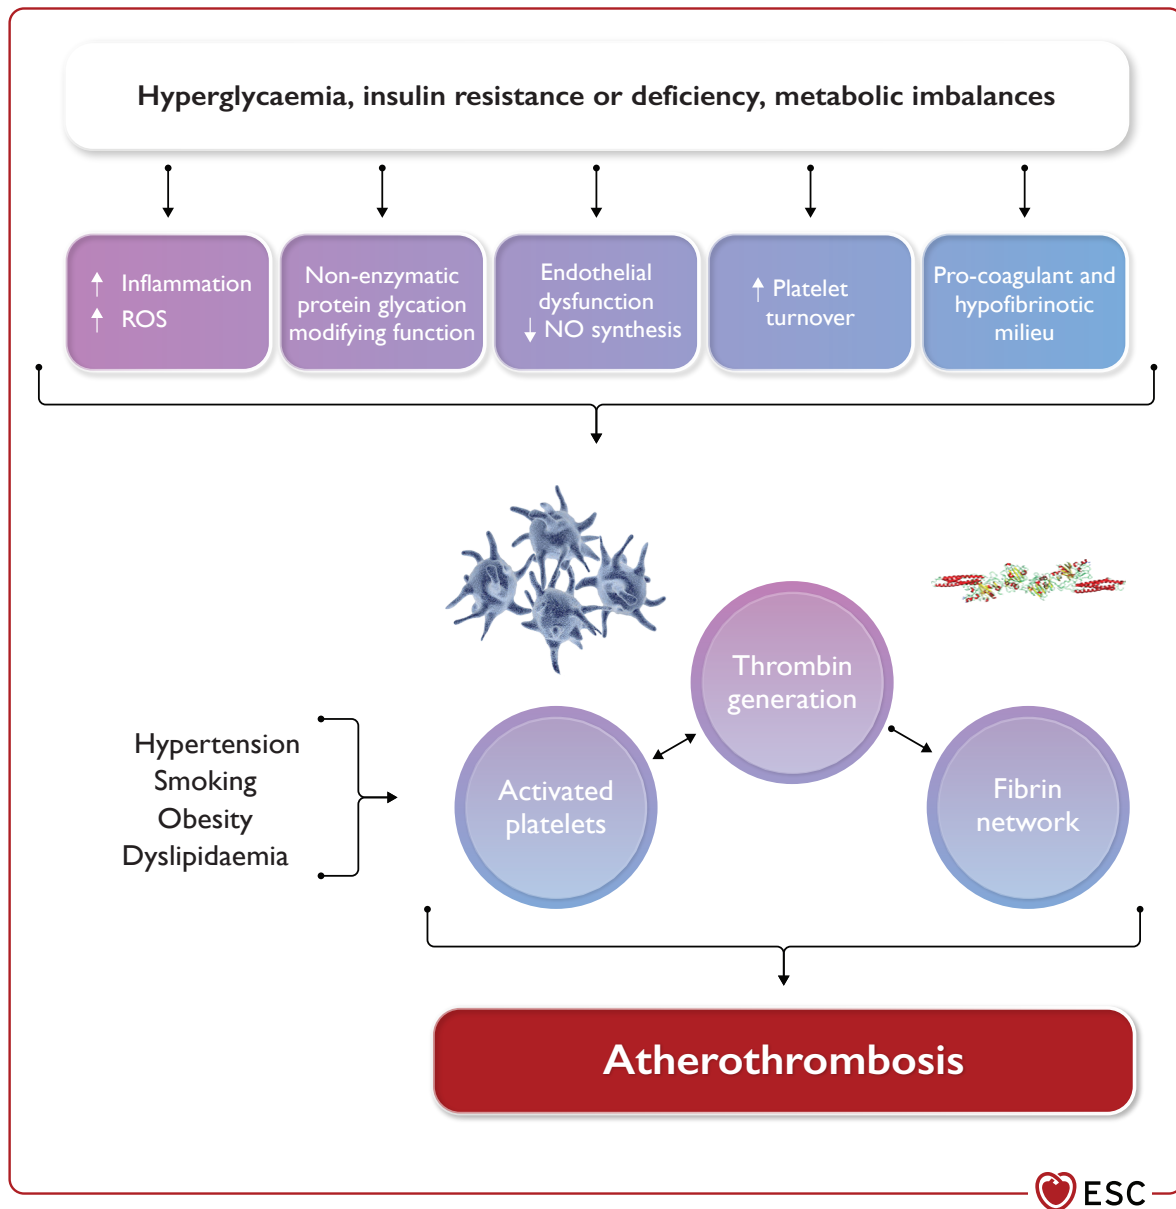 Hyperglycaemia, insulin resistance or deficiency, metabolic imbalances
↑ Inflammation
↑ ROS
Non-enzymatic
protein glycation
modifying function
Endothelial
dysfunction
↓ NO synthesis
↑ Platelet
turnover
Pro-coagulant and
hypofibrinotic
milieu
Thrombin
generation
Hypertension
Smoking
Obesity
Dyslipidaemia
Activated
platelets
Fibrin
network
Atherothrombosis
ESC